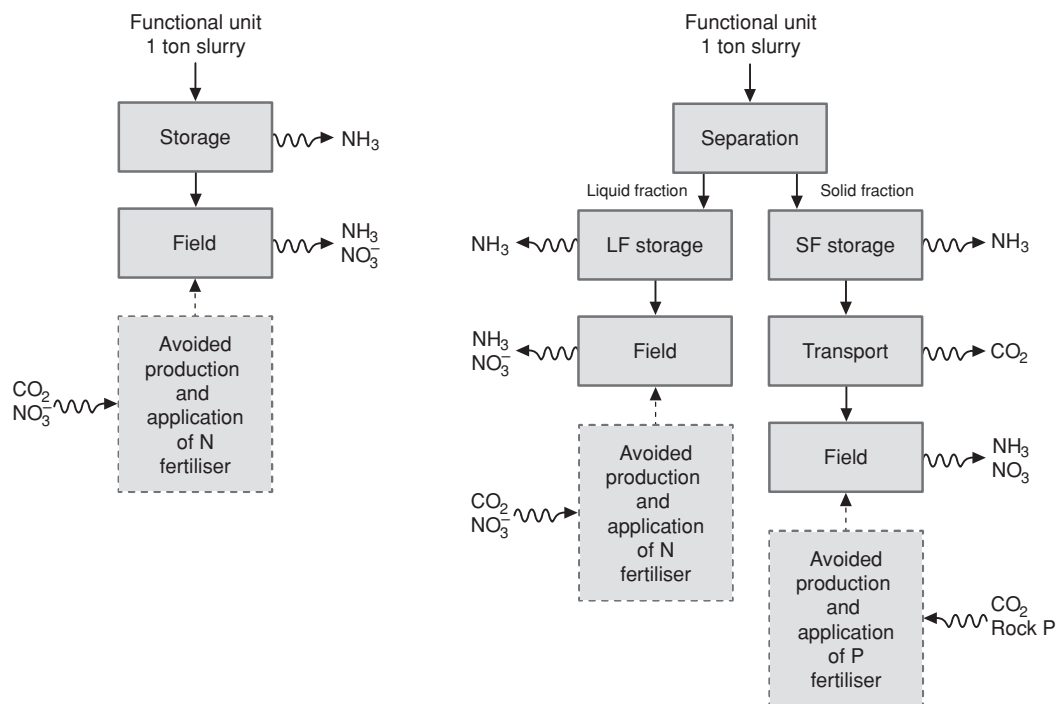 Functional unit
1 ton slurry
Storage
NH₃
Field
NH₃
NO₃⁻
Avoided
production
and
application
of N
fertiliser
CO₂
NO₃⁻
Functional unit
1 ton slurry
Separation
Liquid fraction
Solid fraction
NH₃
LF storage
SF storage
NH₃
NH₃
NO₃⁻
Field
Transport
CO₂
Field
NH₃
NO₃
CO₂
NO₃⁻
Avoided
production
and
application
of N
fertiliser
Avoided
production
and
application
of P
fertiliser
CO₂
Rock P